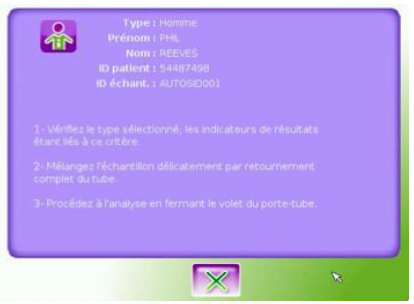 Type : Homme
Prénom : PHIL
Nom : REEVES
ID patient : 54487498
ID échant. : AUTOSID001
1- Vérifiez le type sélectionné, les indicateurs de résultats
étant liés à ce critère
2- Mélangez l'échantillon délicatement par retournement
complet du tube.
3- Procédez à l'analyse en fermant le volet du porte-tube.